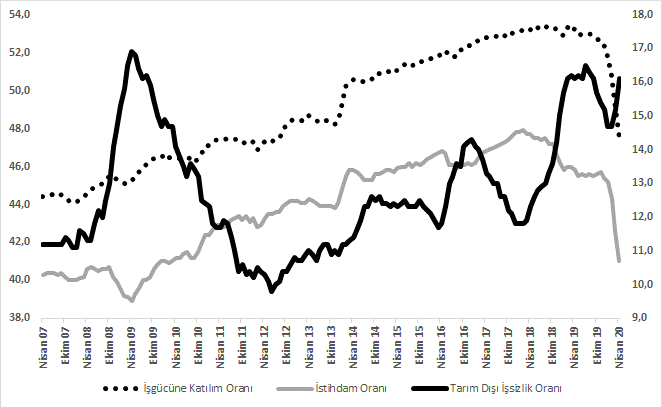 54,0
52,0
50,0
48,0
46,0
44,0
42,0
40,0
38,0
18,0
17,0
16,0
15,0
14,0
13,0
12,0
11,0
10,0
9,0
Nisan 07
Ekim 07
Nisan 08
Ekim 08
Nisan 09
Ekim 09
Nisan 10
Ekim 10
Nisan 11
Ekim 11
Nisan 12
Ekim 12
Nisan 13
Ekim 13
Nisan 14
Ekim 14
Nisan 15
Ekim 15
Nisan 16
Ekim 16
Nisan 17
Ekim 17
Nisan 18
Ekim 18
Nisan 19
Ekim 19
Nisan 20
İşgücüne Katılım Oranı
İstihdam Oranı
Tarım Dışı İşsizlik Oranı